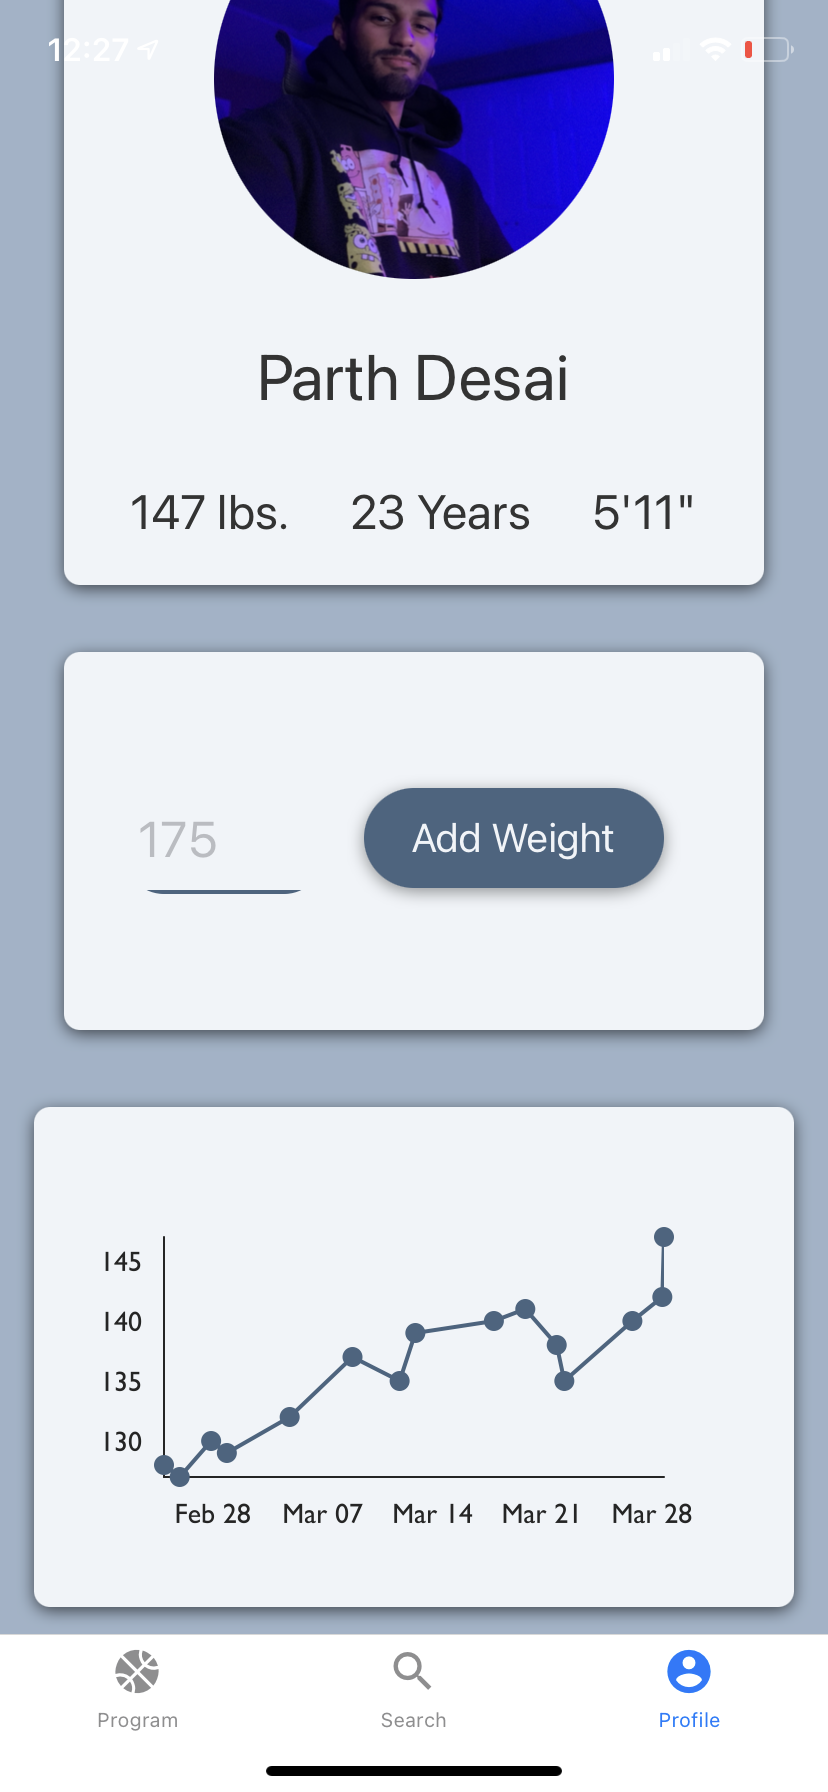 12:27
Parth Desai
147 lbs. 23 Years 5'11"
175 Add Weight
145
140
135
130
Feb 28 Mar 07 Mar 14 Mar 21 Mar 28
Program Search Profile